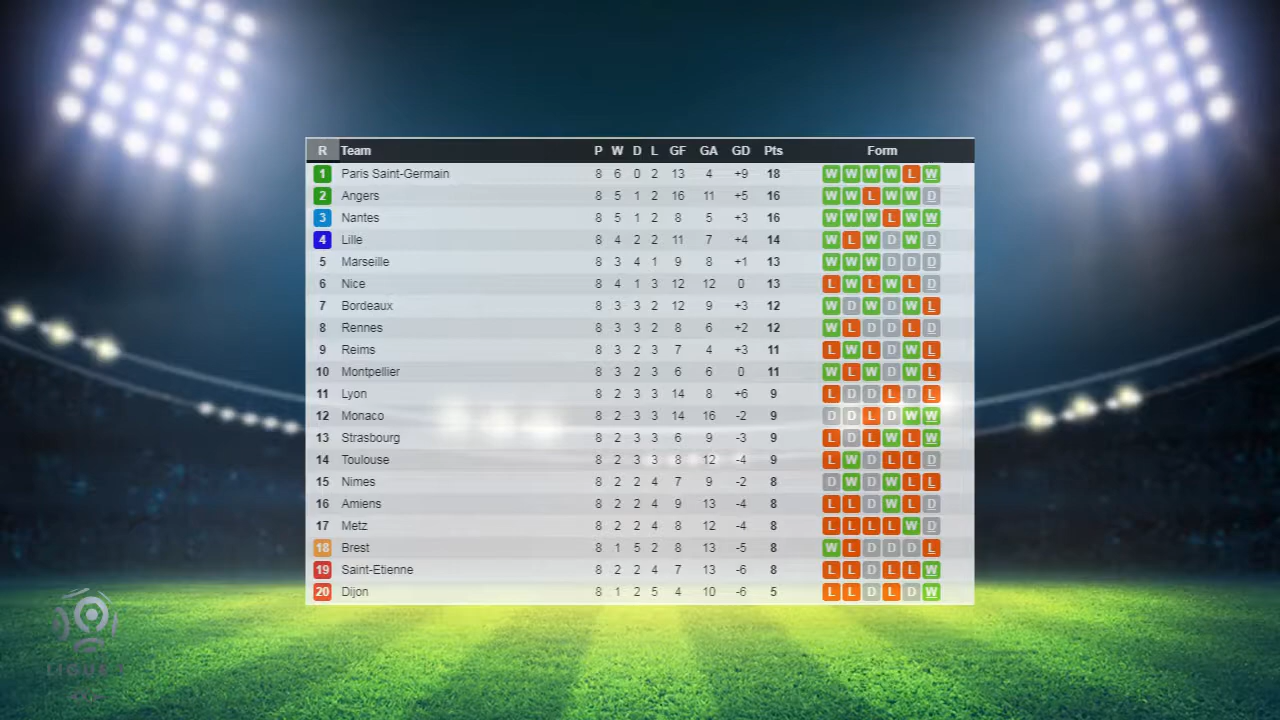 R Team P W D L GF GA GD Pts Form
1 Paris Saint-Germain 8 6 0 2 13 4 +9 18 W W W W L W
2 Angers 8 5 1 2 16 11 +5 16 W W L W W D
3 Nantes 8 5 1 2 8 5 +3 16 W W W L W W
4 Lille 8 4 2 2 11 7 +4 14 W L W D W D
5 Marseille 8 3 4 1 9 8 +1 13 W W W D D D
6 Nice 8 4 1 3 12 12 0 13 L W L W L D
7 Bordeaux 8 3 3 2 12 9 +3 12 W D W D W L
8 Rennes 8 3 3 2 8 6 +2 12 W L D D L D
9 Reims 8 3 2 3 7 4 +3 11 L W L D W L
10 Montpellier 8 3 2 3 6 6 0 11 W L W D W L
11 Lyon 8 2 3 3 14 8 +6 9 L D D L D L
12 Monaco 8 2 3 3 14 16 -2 9 D D L D W W
13 Strasbourg 8 2 3 3 6 9 -3 9 L D L W L W
14 Toulouse 8 2 3 3 8 12 -4 9 L W D L L D
15 Nimes 8 2 2 4 7 9 -2 8 D W D W L L
16 Amiens 8 2 2 4 9 13 -4 8 L L D W L D
17 Metz 8 2 2 4 8 12 -4 8 L L L L W D
18 Brest 8 1 5 2 8 13 -5 8 W L D D D L
19 Saint-Etienne 8 2 2 4 7 13 -6 8 L L D L L W
20 Dijon 8 1 2 5 4 10 -6 5 L L D L D W
LIGUE 1